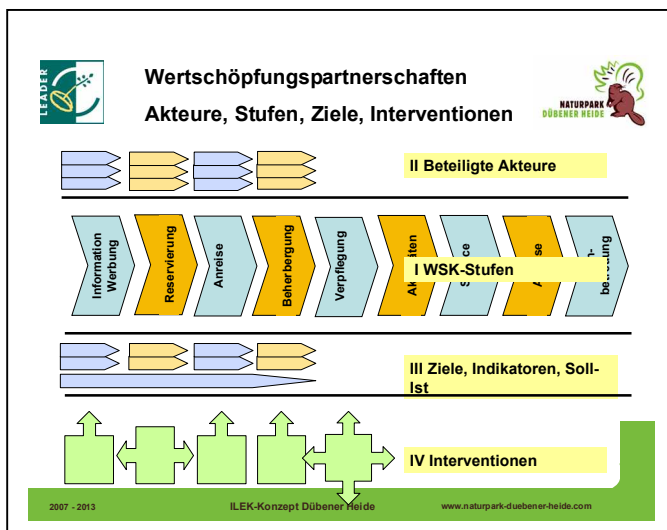 LEADER
Wertschöpfungspartnerschaften
Akteure, Stufen, Ziele, Interventionen
NATURPARK
DÜBENER HEIDE
II Beteiligte Akteure
Information
Werbung
Reservierung
Anreise
Beherbergung
Verpflegung
I WSK-Stufen
III Ziele, Indikatoren, Soll-
Ist
IV Interventionen
2007 - 2013
ILEK-Konzept Dübener Heide
www.naturpark-duebener-heide.com